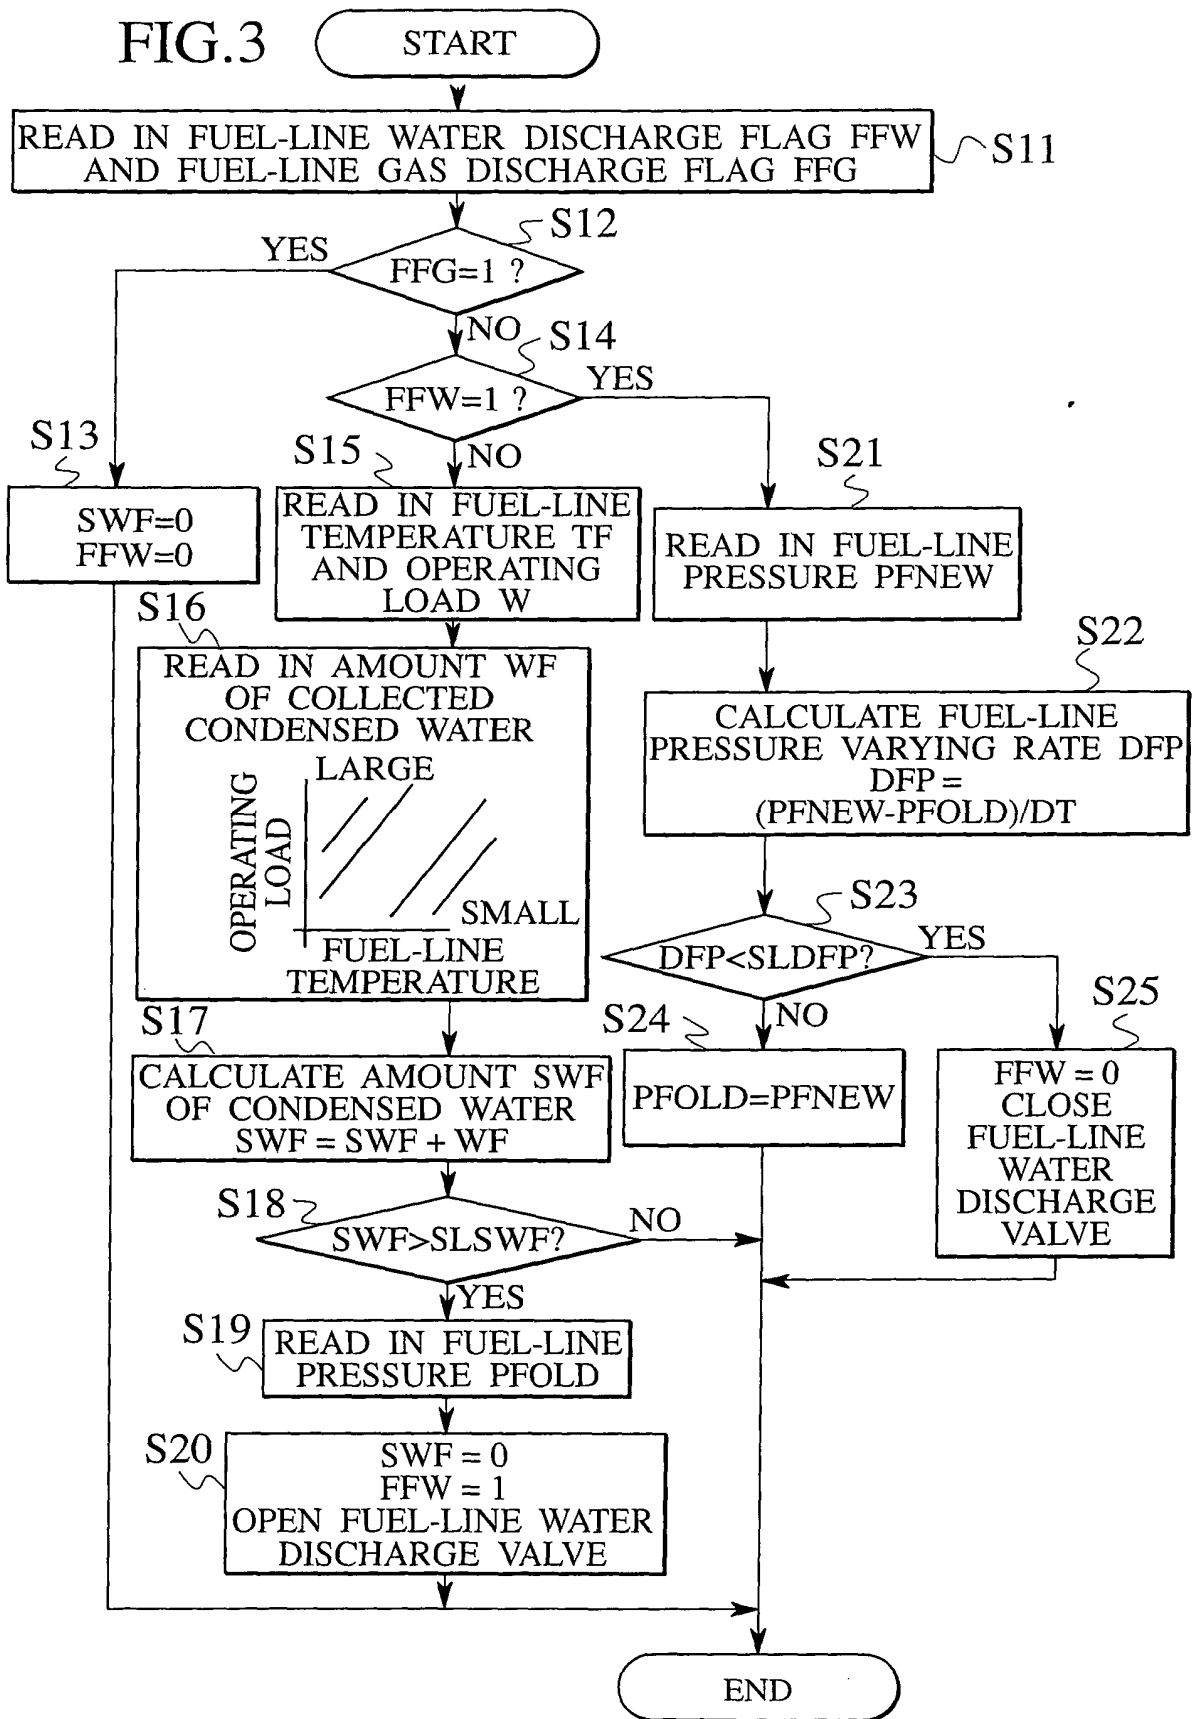 FIG.3
START
READ IN FUEL-LINE WATER DISCHARGE FLAG FFW
AND FUEL-LINE GAS DISCHARGE FLAG FFG
S11
S12
YES
FFG=1 ?
NO
S14
FFW=1 ?
YES
S13
SWF=0
FFW=0
NO
S15
READ IN FUEL-LINE
TEMPERATURE TF
AND OPERATING
LOAD W
S21
READ IN FUEL-LINE
PRESSURE PFNEW
S16
READ IN AMOUNT WF
OF COLLECTED
CONDENSED WATER
LARGE
OPERATING
LOAD
SMALL
FUEL-LINE
TEMPERATURE
S22
CALCULATE FUEL-LINE
PRESSURE VARYING RATE DFP
DFP =
(PFNEW-PFOLD)/DT
S23
DFP<SLDFP?
YES
NO
S17
CALCULATE AMOUNT SWF
OF CONDENSED WATER
SWF = SWF + WF
S24
PFOLD=PFNEW
S25
FFW = 0
CLOSE
FUEL-LINE
WATER
DISCHARGE
VALVE
S18
SWF>SLSWF?
NO
YES
S19
READ IN FUEL-LINE
PRESSURE PFOLD
S20
SWF = 0
FFW = 1
OPEN FUEL-LINE WATER
DISCHARGE VALVE
END